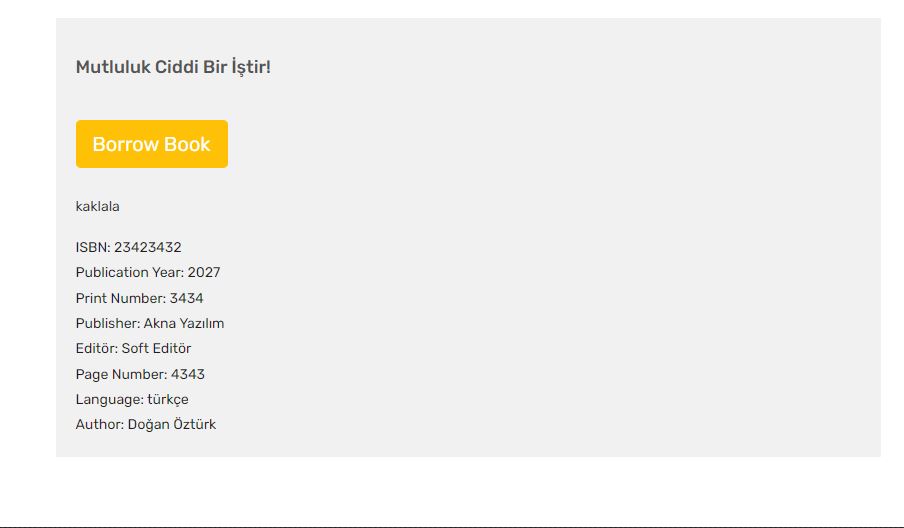 Mutluluk Ciddi Bir İştir!
Borrow Book
kaklala
ISBN: 23423432
Publication Year: 2027
Print Number: 3434
Publisher: Akna Yazılım
Editör: Soft Editör
Page Number: 4343
Language: türkçe
Author: Doğan Öztürk